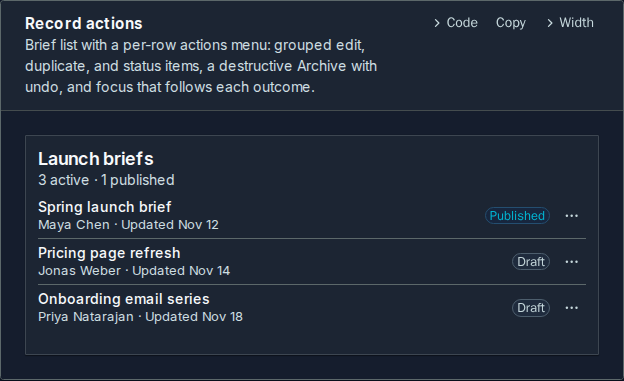 Record actions
Code
Copy
Width
Brief list with a per-row actions menu: grouped edit,
duplicate, and status items, a destructive Archive with
undo, and focus that follows each outcome.
Launch briefs
3 active · 1 published
Spring launch brief
Maya Chen · Updated Nov 12
Published
Pricing page refresh
Jonas Weber · Updated Nov 14
Draft
Onboarding email series
Priya Natarajan · Updated Nov 18
Draft